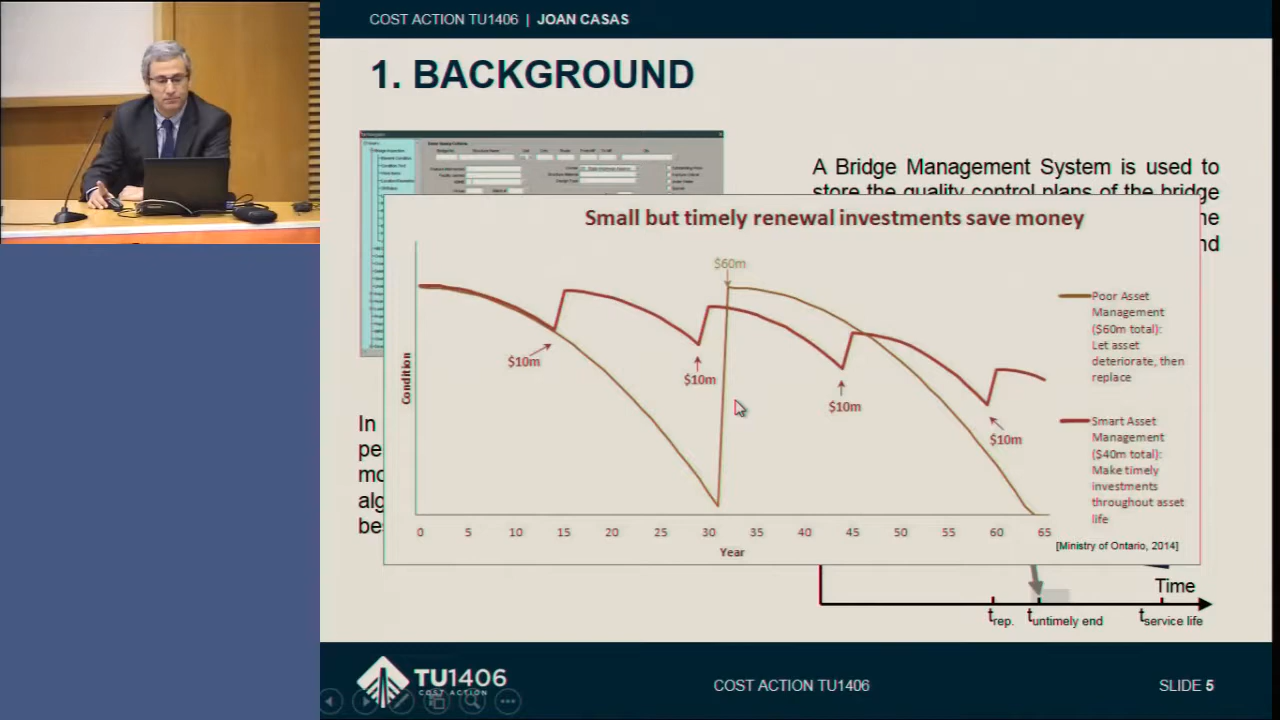 COST ACTION TU1406 | JOAN CASAS
1. BACKGROUND
A Bridge Management System is used to
store the quality control plans of the bridge
Small but timely renewal investments save money
$60m
$10m
$10m
$10m
$10m
Condition
0 5 10 15 20 25 30 35 40 45 50 55 60 65
Year
Poor Asset
Management
($60m total):
Let asset
deteriorate, then
replace
Smart Asset
Management
($40m total):
Make timely
investments
throughout asset
life
[Ministry of Ontario, 2014]
In
Time
trep.
tuntimely end
tservice life
TU1406
COST ACTION
COST ACTION TU1406
SLIDE 5